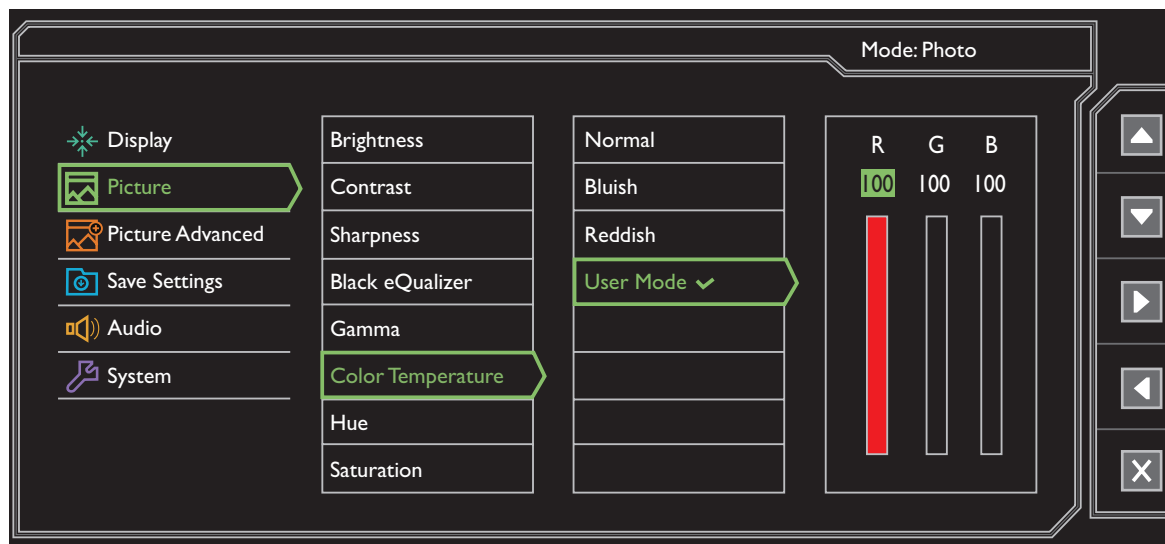 Mode: Photo
Display
Picture
Picture Advanced
Save Settings
Audio
System
Brightness
Contrast
Sharpness
Black eQualizer
Gamma
Color Temperature
Hue
Saturation
Normal
Bluish
Reddish
User Mode ✓
R G B
100 100 100
X